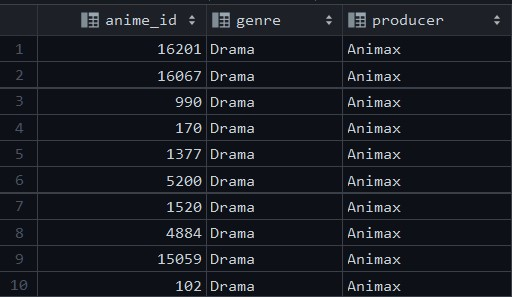 anime_id genre producer
1 16201 Drama Animax
2 16067 Drama Animax
3 990 Drama Animax
4 170 Drama Animax
5 1377 Drama Animax
6 5200 Drama Animax
7 1520 Drama Animax
8 4884 Drama Animax
9 15059 Drama Animax
10 102 Drama Animax